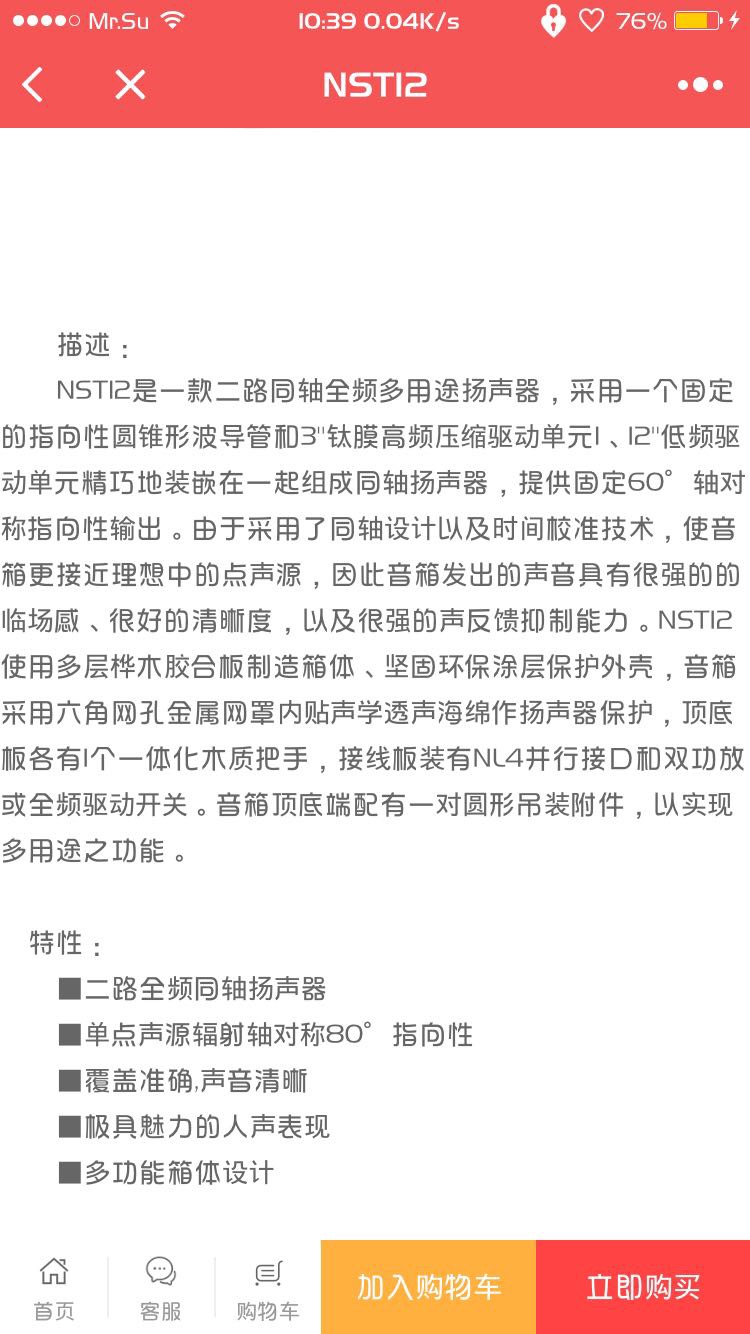 Mr.Su 10:39 0.04K/s 76%
NST12
描述：
NST12是一款二路同轴全频多用途扬声器，采用一个固定
的指向性圆锥形波导管和3"钛膜高频压缩驱动单元1、12"低频驱
动单元精巧地装嵌在一起组成同轴扬声器，提供固定60° 轴对
称指向性输出。由于采用了同轴设计以及时间校准技术，使音
箱更接近理想中的点声源，因此音箱发出的声音具有很强的的
临场感、很好的清晰度，以及很强的声反馈抑制能力。NST12
使用多层桦木胶合板制造箱体、坚固环保涂层保护外壳，音箱
采用六角网孔金属网罩内贴声学透声海绵作扬声器保护，顶底
板各有1个一体化木质把手，接线板装有NL4并行接口和双功放
或全频驱动开关。音箱顶底端配有一对圆形吊装附件，以实现
多用途之功能。
特性：
■二路全频同轴扬声器
■单点声源辐射轴对称80° 指向性
■覆盖准确,声音清晰
■极具魅力的人声表现
■多功能箱体设计
首页 客服 购物车 加入购物车 立即购买